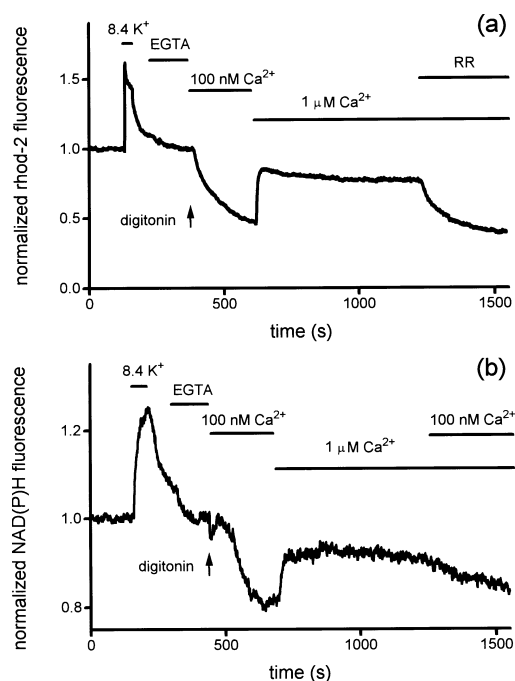 (a)
8.4 K⁺
EGTA
RR
100 nM Ca²⁺
1 μM Ca²⁺
normalized rhod-2 fluorescence
1.5
1.0
0.5
0.0
digitonin
0 500 1000 1500
time (s)
(b)
8.4 K⁺
EGTA
100 nM Ca²⁺
100 nM Ca²⁺
1 μM Ca²⁺
normalized NAD(P)H fluorescence
1.2
1.0
0.8
digitonin
0 500 1000 1500
time (s)